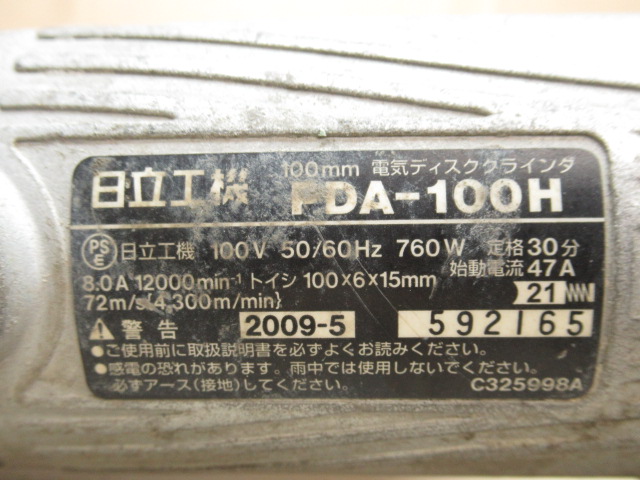 100mm 電気ディスクグラインダ
日立工機 PDA-100H
PS E 日立工機 100V 50/60Hz 760W 定格30分
8.0A 12000min⁻¹ トイシ 100×6×15mm 始動電流47A
72m/s{4,300m/min} 21
⚠警告 2009-5 592165
●ご使用前に取扱説明書を必ずよくお読みください。
●感電の恐れがあります。雨中では使用しないでください。
必ずアース(接地)してください。 C325998A